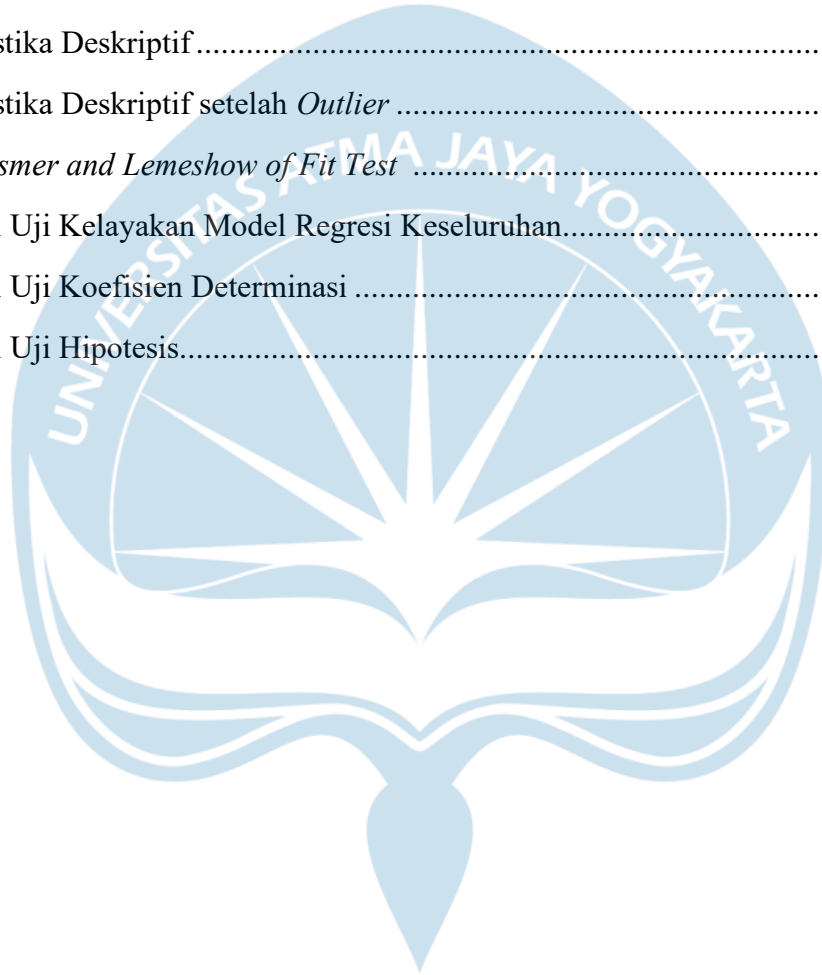 stika Deskriptif ........................................................................................
stika Deskriptif setelah Outlier ............................................................
smer and Lemeshow of Fit Test ..........................................................
Uji Kelayakan Model Regresi Keseluruhan......................................
Uji Koefisien Determinasi .................................................................
Uji Hipotesis.......................................................................................
UNIVERSITAS ATMA JAYA YOGYAKARTA